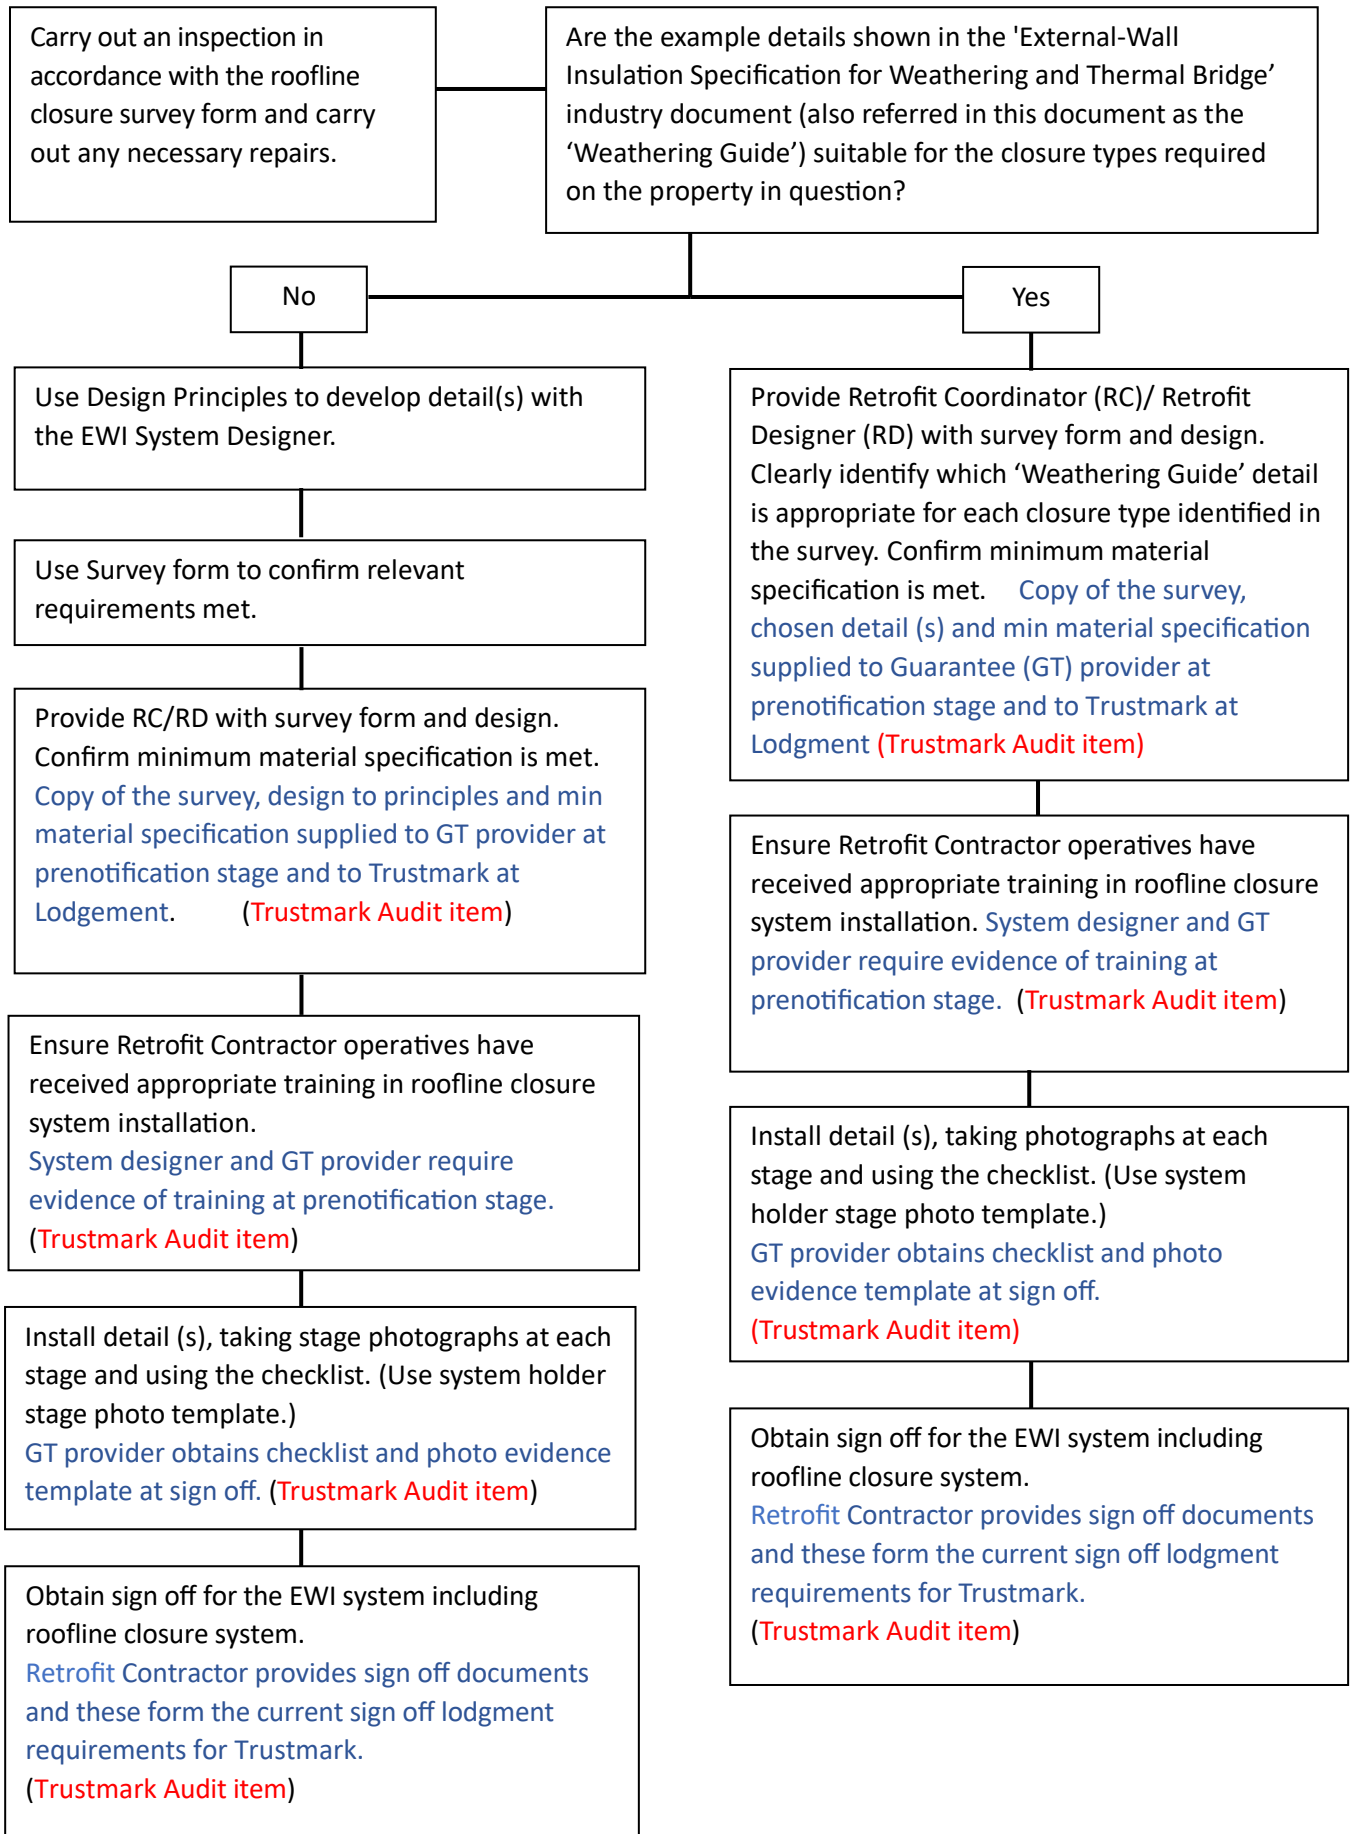 Carry out an inspection in
accordance with the roofline
closure survey form and carry
out any necessary repairs.
Are the example details shown in the 'External-Wall
Insulation Specification for Weathering and Thermal Bridge’
industry document (also referred in this document as the
‘Weathering Guide’) suitable for the closure types required
on the property in question?
No
Yes
Use Design Principles to develop detail(s) with
the EWI System Designer.
Use Survey form to confirm relevant
requirements met.
Provide RC/RD with survey form and design.
Confirm minimum material specification is met.
Copy of the survey, design to principles and min
material specification supplied to GT provider at
prenotification stage and to Trustmark at
Lodgement. (Trustmark Audit item)
Ensure Retrofit Contractor operatives have
received appropriate training in roofline closure
system installation.
System designer and GT provider require
evidence of training at prenotification stage.
(Trustmark Audit item)
Install detail (s), taking stage photographs at each
stage and using the checklist. (Use system holder
stage photo template.)
GT provider obtains checklist and photo evidence
template at sign off. (Trustmark Audit item)
Obtain sign off for the EWI system including
roofline closure system.
Retrofit Contractor provides sign off documents
and these form the current sign off lodgment
requirements for Trustmark.
(Trustmark Audit item)
Provide Retrofit Coordinator (RC)/ Retrofit
Designer (RD) with survey form and design.
Clearly identify which ‘Weathering Guide’ detail
is appropriate for each closure type identified in
the survey. Confirm minimum material
specification is met. Copy of the survey,
chosen detail (s) and min material specification
supplied to Guarantee (GT) provider at
prenotification stage and to Trustmark at
Lodgment (Trustmark Audit item)
Ensure Retrofit Contractor operatives have
received appropriate training in roofline closure
system installation. System designer and GT
provider require evidence of training at
prenotification stage. (Trustmark Audit item)
Install detail (s), taking photographs at each
stage and using the checklist. (Use system
holder stage photo template.)
GT provider obtains checklist and photo
evidence template at sign off.
(Trustmark Audit item)
Obtain sign off for the EWI system including
roofline closure system.
Retrofit Contractor provides sign off documents
and these form the current sign off lodgment
requirements for Trustmark.
(Trustmark Audit item)